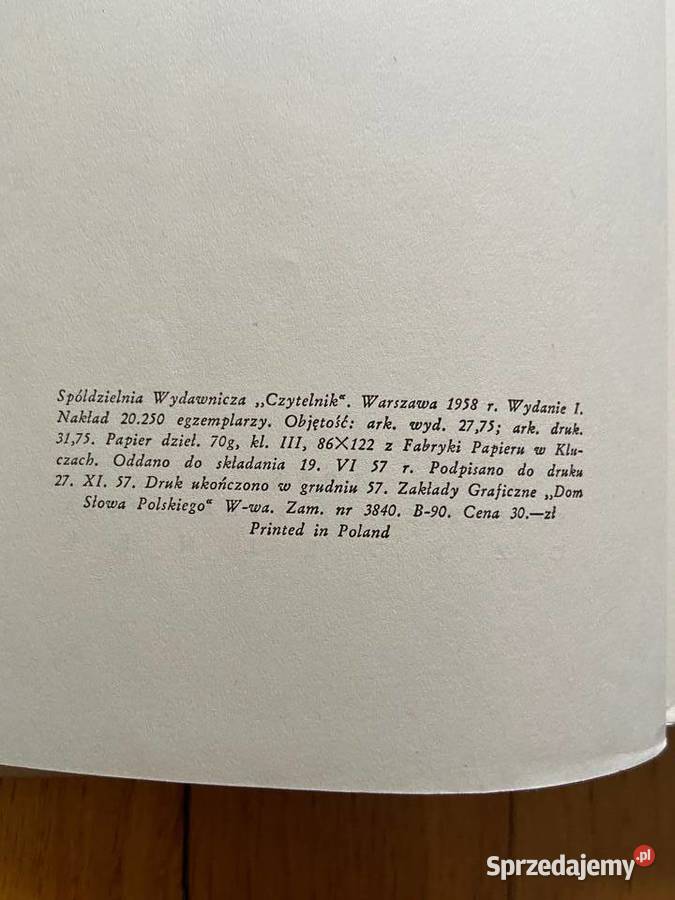 Spółdzielnia Wydawnicza „Czytelnik“. Warszawa 1958 r. Wydanie I.
Nakład 20.250 egzemplarzy. Objętość: ark. wyd. 27,75; ark. druk.
31,75. Papier dzieł. 70g, kl. III, 86X122 z Fabryki Papieru w Klu-
czach. Oddano do składania 19. VI 57 r. Podpisano do druku
27. XI. 57. Druk ukończono w grudniu 57. Zakłady Graficzne „Dom
Słowa Polskiego“ W-wa. Zam. nr 3840. B-90. Cena 30.—zł
Printed in Poland
Sprzedajemy.pl